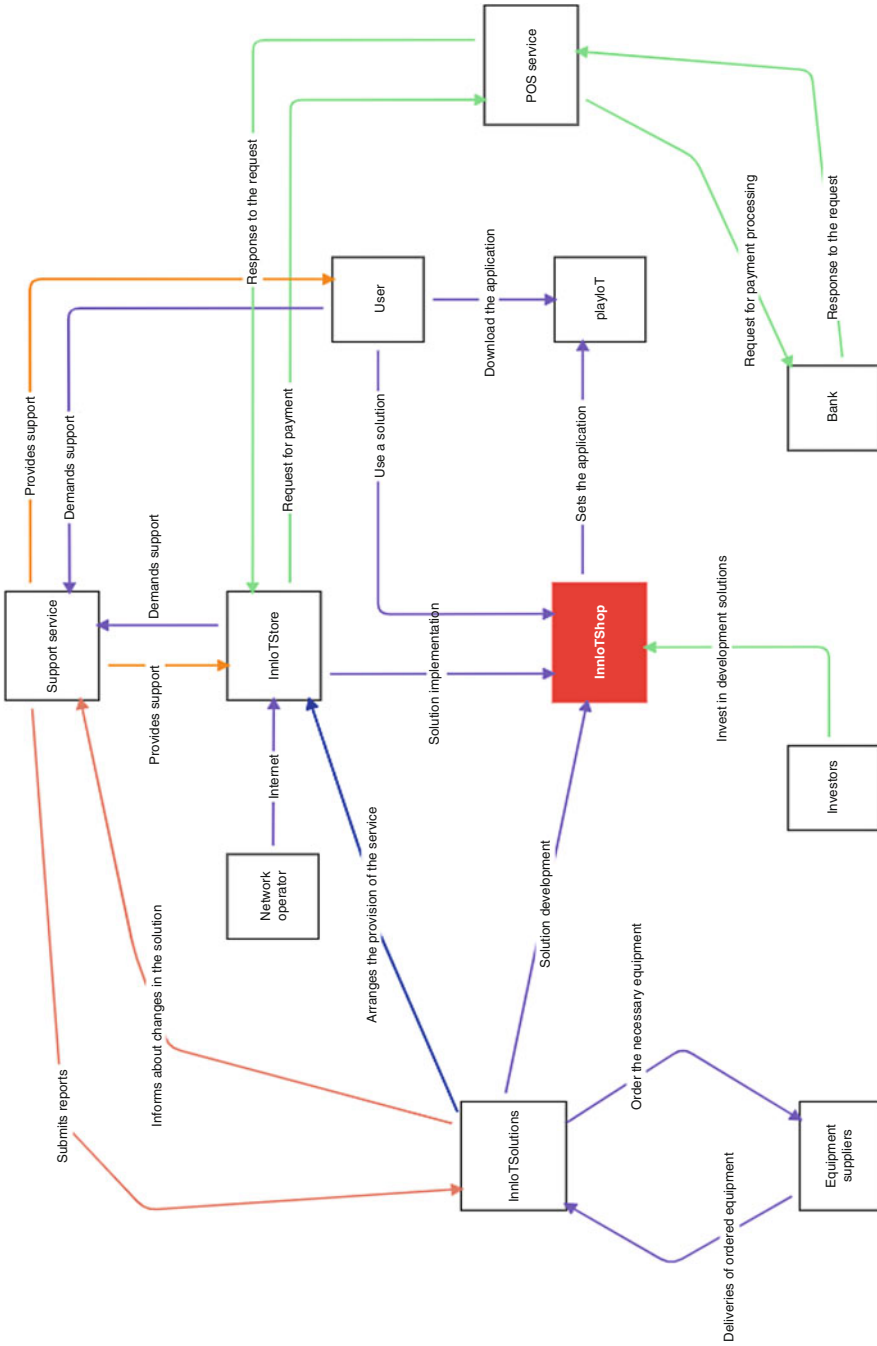 Submits reports
Informs about changes in the solution
Support service
Provides support
Demands support
Provides support
Demands support
Network
operator
Internet
InnIoTStore
Response to the request
Request for payment
Arranges the provision of the service
Solution implementation
User
Use a solution
Download the application
POS service
InnIoTSolutions
Solution development
InnIoTShop
Sets the application
playIoT
Order the necessary equipment
Deliveries of ordered equipment
Equipment
suppliers
Invest in development solutions
Investors
Request for payment processing
Response to the request
Bank